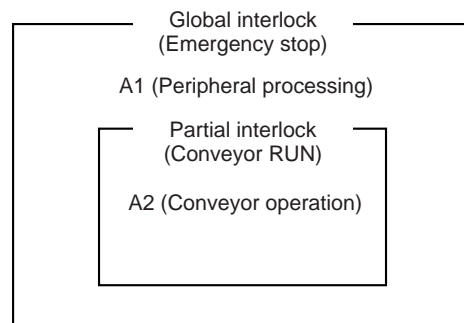 Global interlock
(Emergency stop)
A1 (Peripheral processing)
Partial interlock
(Conveyor RUN)
A2 (Conveyor operation)